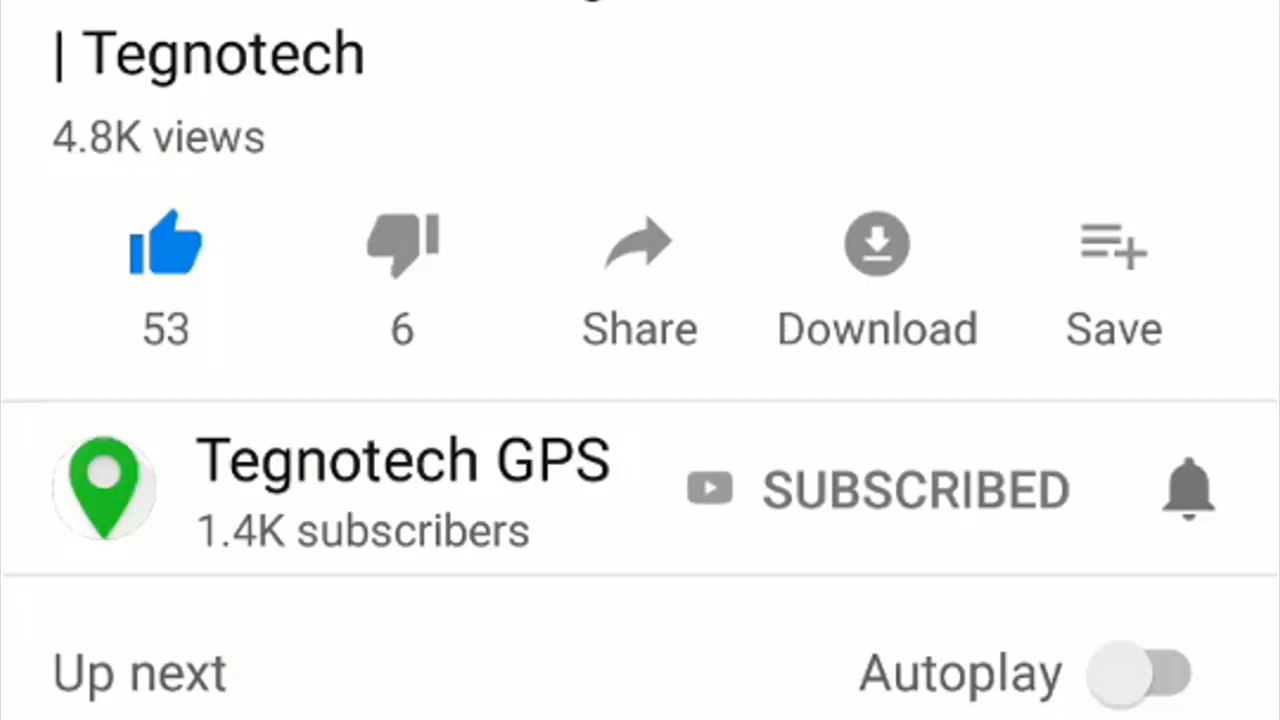 | Tegnotech
4.8K views
53 6 Share Download Save
Tegnotech GPS
1.4K subscribers
SUBSCRIBED
Up next Autoplay